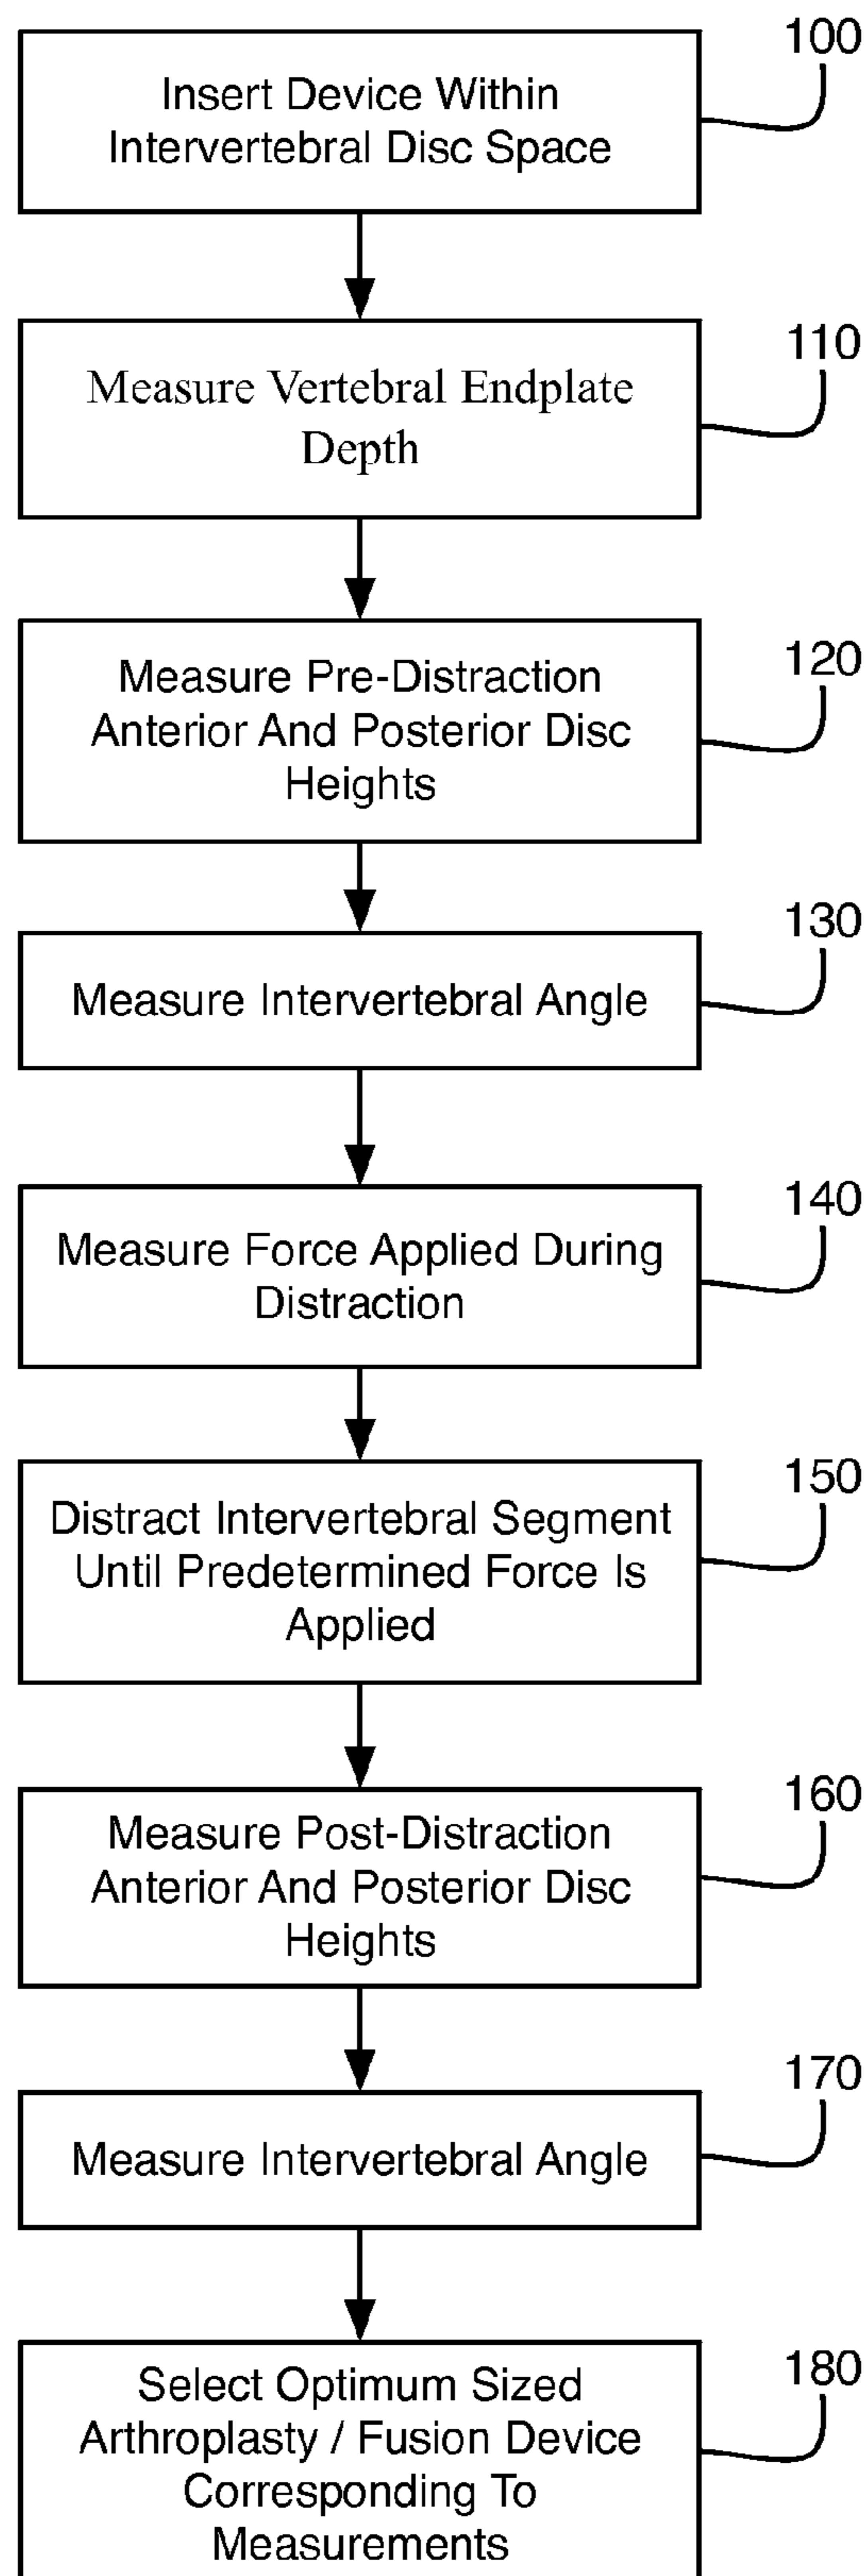 100
Insert Device Within
Intervertebral Disc Space
110
Measure Vertebral Endplate
Depth
120
Measure Pre-Distraction
Anterior And Posterior Disc
Heights
130
Measure Intervertebral Angle
140
Measure Force Applied During
Distraction
150
Distract Intervertebral Segment
Until Predetermined Force Is
Applied
160
Measure Post-Distraction
Anterior And Posterior Disc
Heights
170
Measure Intervertebral Angle
180
Select Optimum Sized
Arthroplasty / Fusion Device
Corresponding To
Measurements